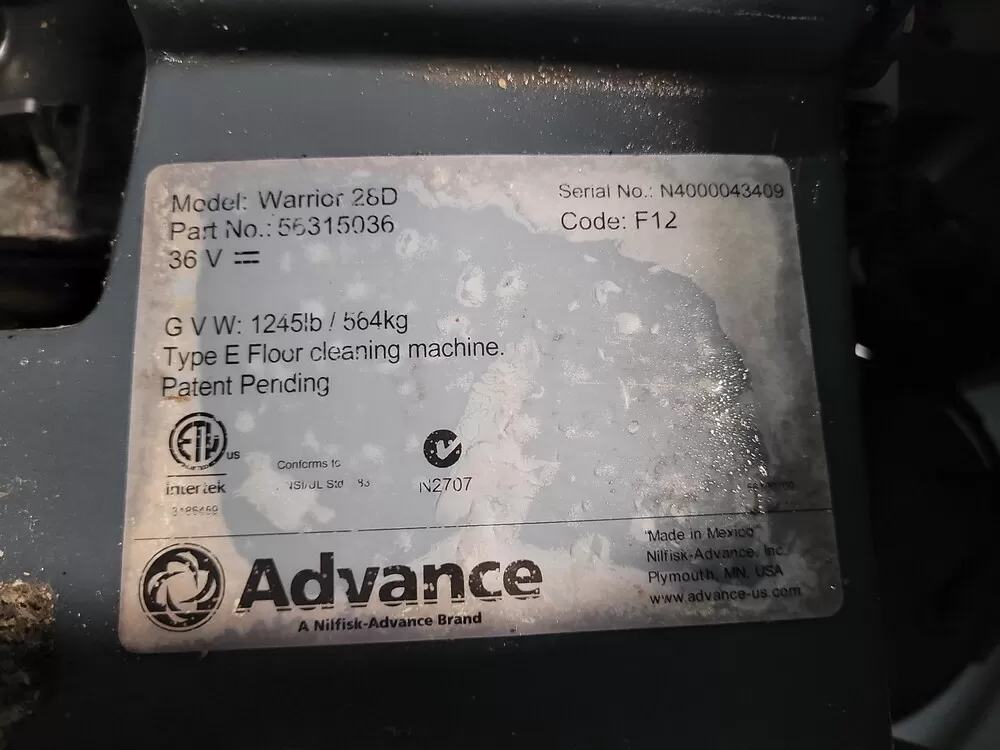 Model: Warrior 28D
Part No.: 56315036
36 V
Serial No.: N4000043409
Code: F12
G V W: 1245lb / 564kg
Type E Floor cleaning machine.
Patent Pending
ETL
us
Intertek
Conforms to
Std
N2707
Advance
A Nilfisk-Advance Brand
"Made in Mexico"
Nilfisk-Advance, Inc.
Plymouth, MN, USA
www.advance-us.com